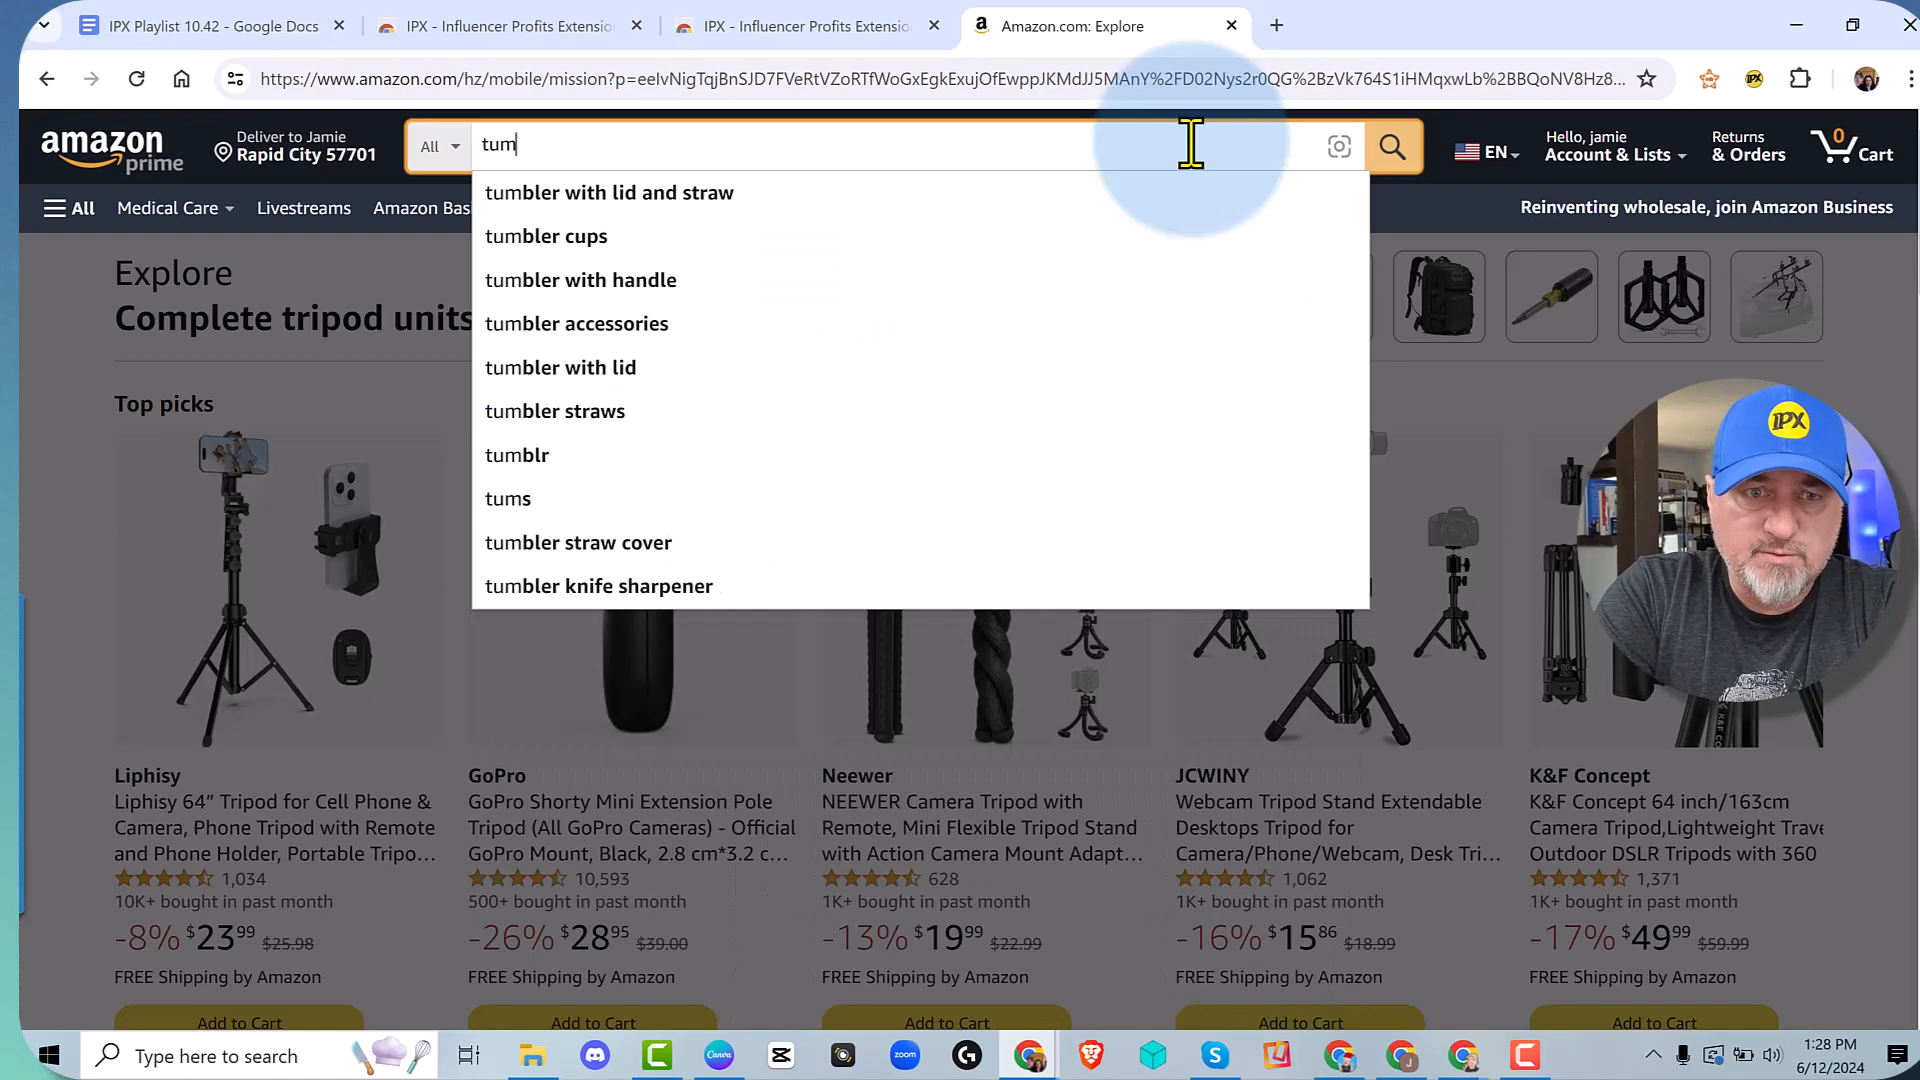 IPX Playlist 10.42 - Google Docs
IPX - Influencer Profits Extensio
IPX - Influencer Profits Extensio
Amazon.com: Explore
amazon prime
Deliver to Jamie
Rapid City 57701
All
tum
EN
Hello, jamie
Account & Lists
Returns
& Orders
0
Cart
All
Medical Care
Livestreams
Amazon Basi
Reinventing wholesale, join Amazon Business
tumbler with lid and straw
tumbler cups
tumbler with handle
tumbler accessories
tumbler with lid
tumbler straws
tumblr
tums
tumbler straw cover
tumbler knife sharpener
Explore
Complete tripod units
Top picks
IPX
Liphisy
Liphisy 64” Tripod for Cell Phone &
Camera, Phone Tripod with Remote
and Phone Holder, Portable Tripo...
1,034
10K+ bought in past month
-8% $23 99 $25.98
FREE Shipping by Amazon
Add to Cart
GoPro
GoPro Shorty Mini Extension Pole
Tripod (All GoPro Cameras) - Official
GoPro Mount, Black, 2.8 cm*3.2 c...
10,593
500+ bought in past month
-26% $28 95 $39.00
FREE Shipping by Amazon
Add to Cart
Neewer
NEEWER Camera Tripod with
Remote, Mini Flexible Tripod Stand
with Action Camera Mount Adapt...
628
1K+ bought in past month
-13% $19 99 $22.99
FREE Shipping by Amazon
Add to Cart
JCWINY
Webcam Tripod Stand Extendable
Desktops Tripod for
Camera/Phone/Webcam, Desk Tri...
1,062
1K+ bought in past month
-16% $15 86 $18.99
FREE Shipping by Amazon
Add to Cart
K&F Concept
K&F Concept 64 inch/163cm
Camera Tripod,Lightweight Trave
Outdoor DSLR Tripods with 360
1,371
1K+ bought in past month
-17% $49 99 $59.99
FREE Shipping by Amazon
Add to Cart
Type here to search
Canva
zoom
1:28 PM
6/12/2024